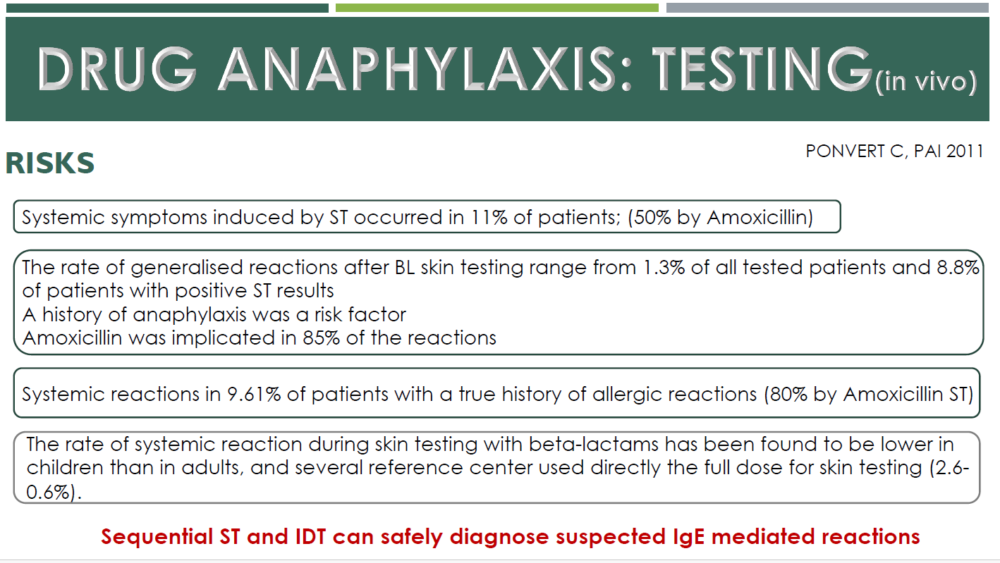 DRUG ANAPHYLAXIS: TESTING(in vivo)
RISKS
PONVERT C, PAI 2011
Systemic symptoms induced by ST occurred in 11% of patients; (50% by Amoxicillin)
The rate of generalised reactions after BL skin testing range from 1.3% of all tested patients and 8.8%
of patients with positive ST results
A history of anaphylaxis was a risk factor
Amoxicillin was implicated in 85% of the reactions
Systemic reactions in 9.61% of patients with a true history of allergic reactions (80% by Amoxicillin ST)
The rate of systemic reaction during skin testing with beta-lactams has been found to be lower in
children than in adults, and several reference center used directly the full dose for skin testing (2.6-
0.6%).
Sequential ST and IDT can safely diagnose suspected IgE mediated reactions